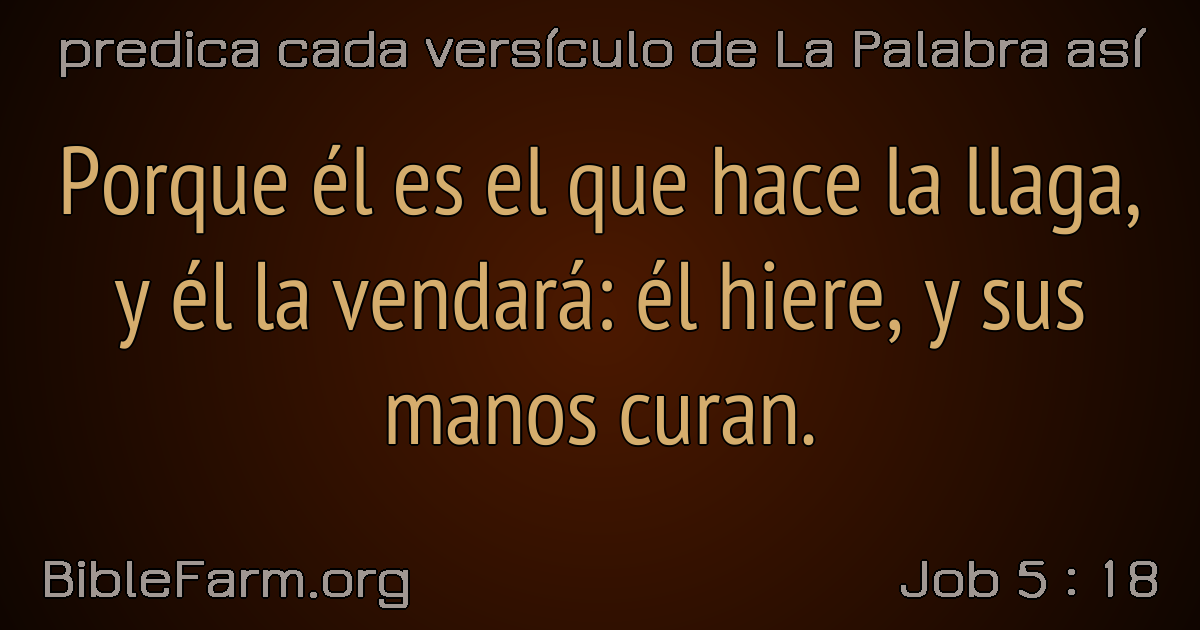 predica cada versículo de La Palabra así
Porque él es el que hace la llaga,
y él la vendará: él hiere, y sus
manos curan.
BibleFarm.org
Job 5 : 18